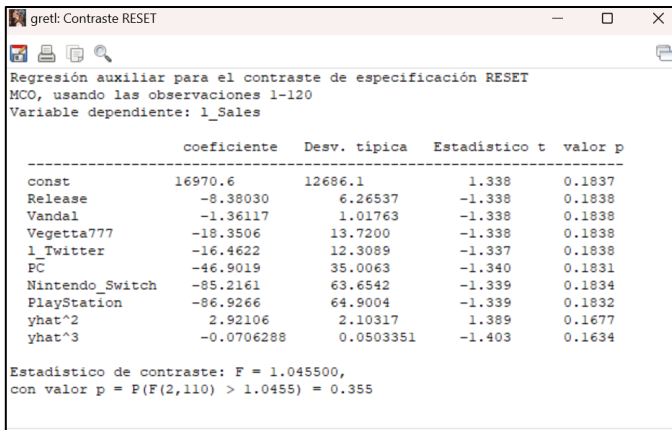 gretl: Contraste RESET
Regresión auxiliar para el contraste de especificación RESET
MCO, usando las observaciones 1-120
Variable dependiente: l_Sales
coeficiente Desv. típica Estadístico t valor p
const 16970.6 12686.1 1.338 0.1837
Release -8.38030 6.26537 -1.338 0.1838
Vandal -1.36117 1.01763 -1.338 0.1838
Vegetta777 -18.3506 13.7200 -1.338 0.1838
l_Twitter -16.4622 12.3089 -1.337 0.1838
PC -46.9019 35.0063 -1.340 0.1831
Nintendo_Switch -85.2161 63.6542 -1.339 0.1834
PlayStation -86.9266 64.9004 -1.339 0.1832
yhat^2 2.92106 2.10317 1.389 0.1677
yhat^3 -0.0706288 0.0503351 -1.403 0.1634
Estadístico de contraste: F = 1.045500,
con valor p = P(F(2,110) > 1.0455) = 0.355